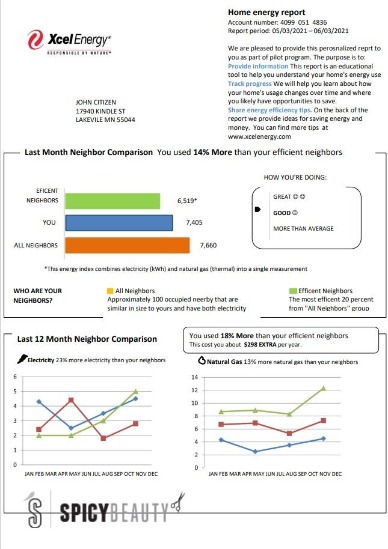 Home energy report
Account number: 4099 051 4836
Report period: 05/03/2021 – 06/03/2021
XcelEnergy®
RESPONSIBLE BY NATURE®
We are pleased to provide this perosnalized reprt to
you as part of pilot program. The purpose is to:
Provide information This report is an educational
tool to help you understand your home's energy use
Track progress We will help you learn about how
your home's usage changes over time and where
you likely have opportunities to save.
Share efficiency tips. On the back of the
report we provide ideas for saving energy and
money. You can find more tips at
www.xcelenergy.com
JOHN CITIZEN
17940 KINDLE ST
LAKEVILE MN 55044
Last Month Neighbor Comparison You used 14% More than your efficient neighbors
EFICENT
NEIGHBORS
6,519*
YOU
7,405
ALL NEIGHBORS
7,660
HOW YOU'RE DOING:
GREAT ☺☺
GOOD ☺
MORE THAN AVERAGE
*This energy index combines electricity (kWh) and natural gas (thermal) into a single measurement
WHO ARE YOUR
NEIGHBORS?
All Neighbors
Approximately 100 occupied nearby that are
similar in size to yours and have both electricity
Efficent Neighbors
The most efficent 20 percent
from "All Neighbors" group
Last 12 Month Neighbor Comparison
You used 18% More than your efficient neighbors
This cost you about $298 EXTRA per year.
Electricity 23% more electricity than your neighbors
6
5
4
3
2
1
0
JAN FEB MAR APR MAY JUN JUL AUG SEP OCT NOV DEC
Natural Gas 13% more natural gas than your neighbors
14
12
10
8
6
4
2
0
JAN FEB MAR APR MAY JUN JUL AUG SEP OCT NOV DEC
S SPICYBEAUTY